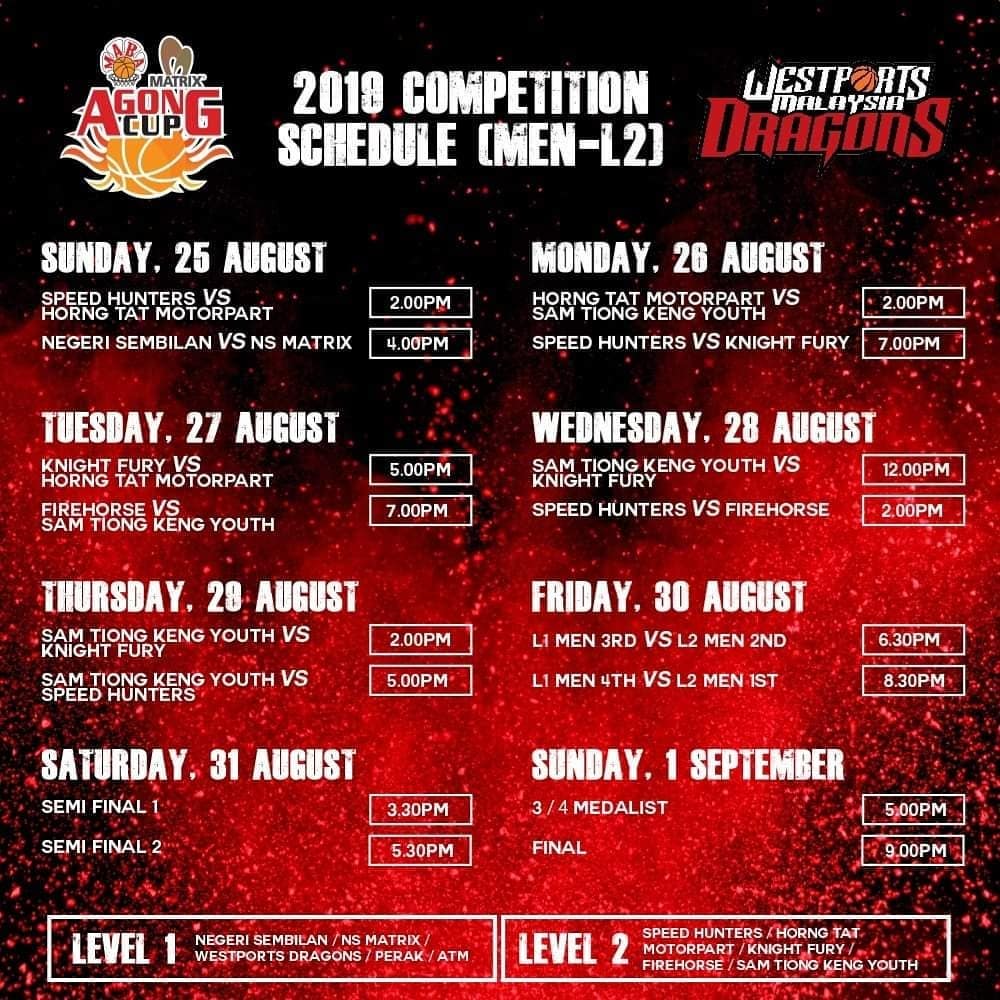 MABA
MATRIX
AGONG
CUP
2019 COMPETITION
SCHEDULE (MEN-L2)
WESTPORTS
MALAYSIA
DRAGONS
SUNDAY, 25 AUGUST
SPEED HUNTERS VS
HORNG TAT MOTORPART
2.00PM
NEGERI SEMBILAN VS NS MATRIX
4.00PM
MONDAY, 26 AUGUST
HORNG TAT MOTORPART VS
SAM TIONG KENG YOUTH
2.00PM
SPEED HUNTERS VS KNIGHT FURY
7.00PM
TUESDAY, 27 AUGUST
KNIGHT FURY VS
HORNG TAT MOTORPART
5.00PM
FIREHORSE VS
SAM TIONG KENG YOUTH
7.00PM
WEDNESDAY, 28 AUGUST
SAM TIONG KENG YOUTH VS
KNIGHT FURY
12.00PM
SPEED HUNTERS VS FIREHORSE
2.00PM
THURSDAY, 29 AUGUST
SAM TIONG KENG YOUTH VS
KNIGHT FURY
2.00PM
SAM TIONG KENG YOUTH VS
SPEED HUNTERS
5.00PM
FRIDAY, 30 AUGUST
L1 MEN 3RD VS L2 MEN 2ND
6.30PM
L1 MEN 4TH VS L2 MEN 1ST
8.30PM
SATURDAY, 31 AUGUST
SEMI FINAL 1
3.30PM
SEMI FINAL 2
5.30PM
SUNDAY, 1 SEPTEMBER
3 / 4 MEDALIST
5.00PM
FINAL
9.00PM
LEVEL 1
NEGERI SEMBILAN / NS MATRIX /
WESTPORTS DRAGONS / PERAK / ATM
LEVEL 2
SPEED HUNTERS / HORNG TAT
MOTORPART / KNIGHT FURY /
FIREHORSE / SAM TIONG KENG YOUTH